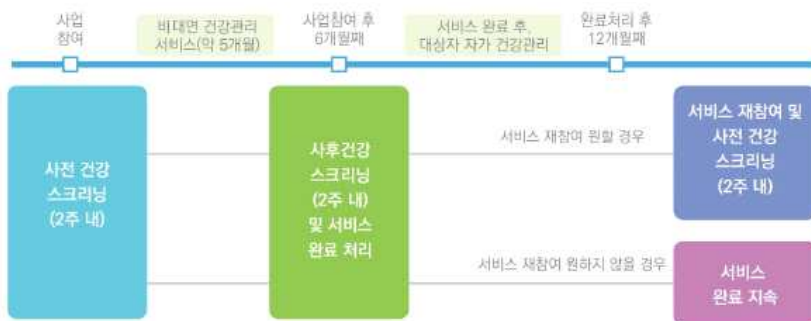 사업
참여
비대면 건강관리
서비스(약 5개월)
사업참여 후
6개월째
서비스 완료 후,
대상자 자가 건강관리
완료처리 후
12개월째
사전 건강
스크리닝
(2주 내)
사후건강
스크리닝
(2주 내)
및 서비스
완료 처리
서비스 재참여 원할 경우
서비스 재참여 및
사전 건강
스크리닝
(2주 내)
서비스 재참여 원하지 않을 경우
서비스
완료 지속